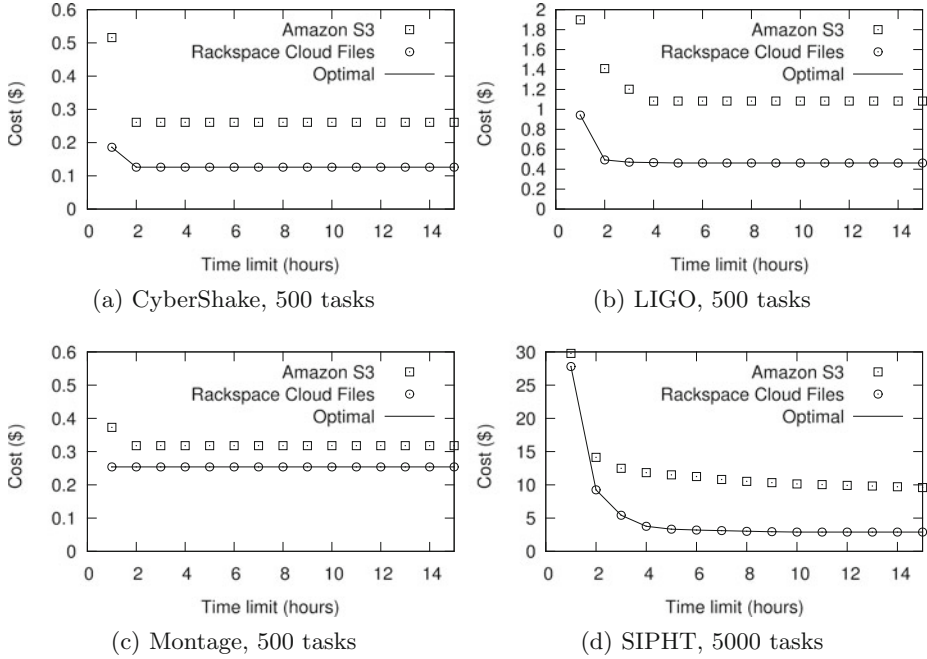 0.6
0.5
0.4
0.3
0.2
0.1
0
Cost ($)
Amazon S3
Rackspace Cloud Files
Optimal
0 2 4 6 8 10 12 14
Time limit (hours)
(a) CyberShake, 500 tasks
2
1.8
1.6
1.4
1.2
1
0.8
0.6
0.4
0.2
0
Cost ($)
Amazon S3
Rackspace Cloud Files
Optimal
0 2 4 6 8 10 12 14
Time limit (hours)
(b) LIGO, 500 tasks
0.6
0.5
0.4
0.3
0.2
0.1
0
Cost ($)
Amazon S3
Rackspace Cloud Files
Optimal
0 2 4 6 8 10 12 14
Time limit (hours)
(c) Montage, 500 tasks
30
25
20
15
10
5
0
Cost ($)
Amazon S3
Rackspace Cloud Files
Optimal
0 2 4 6 8 10 12 14
Time limit (hours)
(d) SIPHT, 5000 tasks